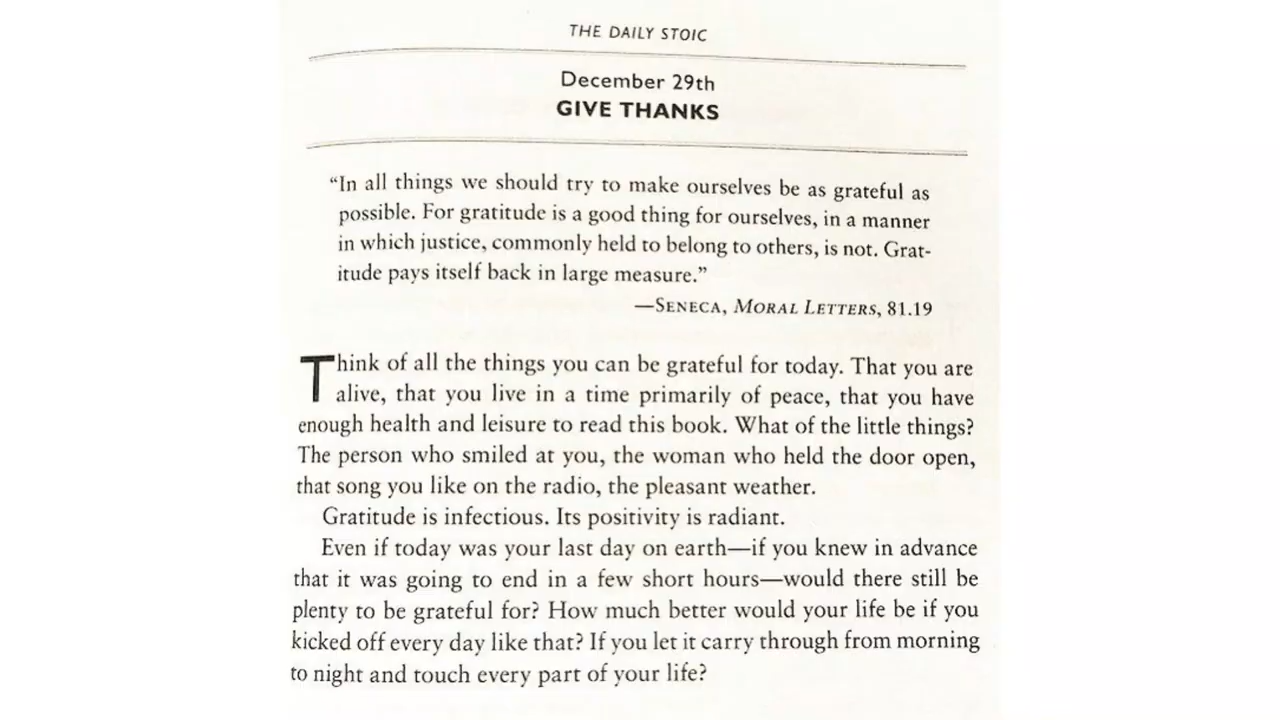 THE DAILY STOIC
December 29th
GIVE THANKS
“In all things we should try to make ourselves be as grateful as
possible. For gratitude is a good thing for ourselves, in a manner
in which justice, commonly held to belong to others, is not. Grat-
itude pays itself back in large measure.”
—SENECA, MORAL LETTERS, 81.19
Think of all the things you can be grateful for today. That you are
alive, that you live in a time primarily of peace, that you have
enough health and leisure to read this book. What of the little things?
The person who smiled at you, the woman who held the door open,
that song you like on the radio, the pleasant weather.
Gratitude is infectious. Its positivity is radiant.
Even if today was your last day on earth—if you knew in advance
that it was going to end in a few short hours—would there still be
plenty to be grateful for? How much better would your life be if you
kicked off every day like that? If you let it carry through from morning
to night and touch every part of your life?